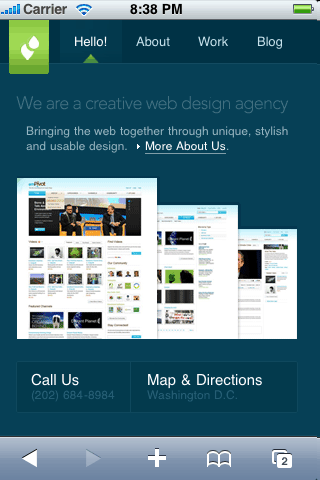 Carrier 8:38 PM
Hello! About Work Blog
We are a creative web design agency
Bringing the web together through unique, stylish
and usable design. More About Us.
Call Us Map & Directions
(202) 684-8984 Washington D.C.
2